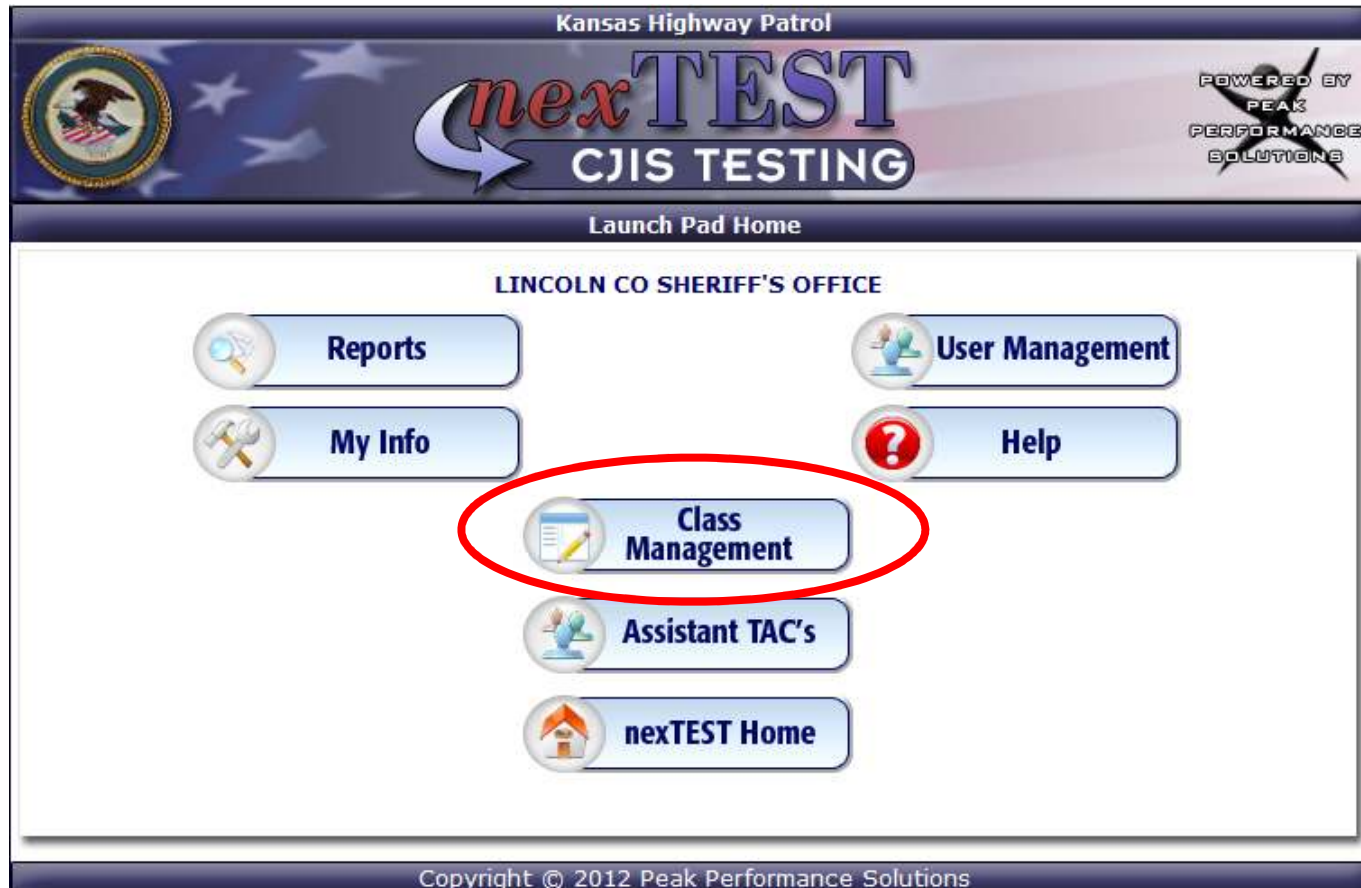 Kansas Highway Patrol
nexTEST
CJIS TESTING
POWERED BY
PEAK
PERFORMANCE
SOLUTIONS
Launch Pad Home
LINCOLN CO SHERIFF'S OFFICE
Reports
User Management
My Info
Help
Class
Management
Assistant TAC's
nexTEST Home
Copyright © 2012 Peak Performance Solutions